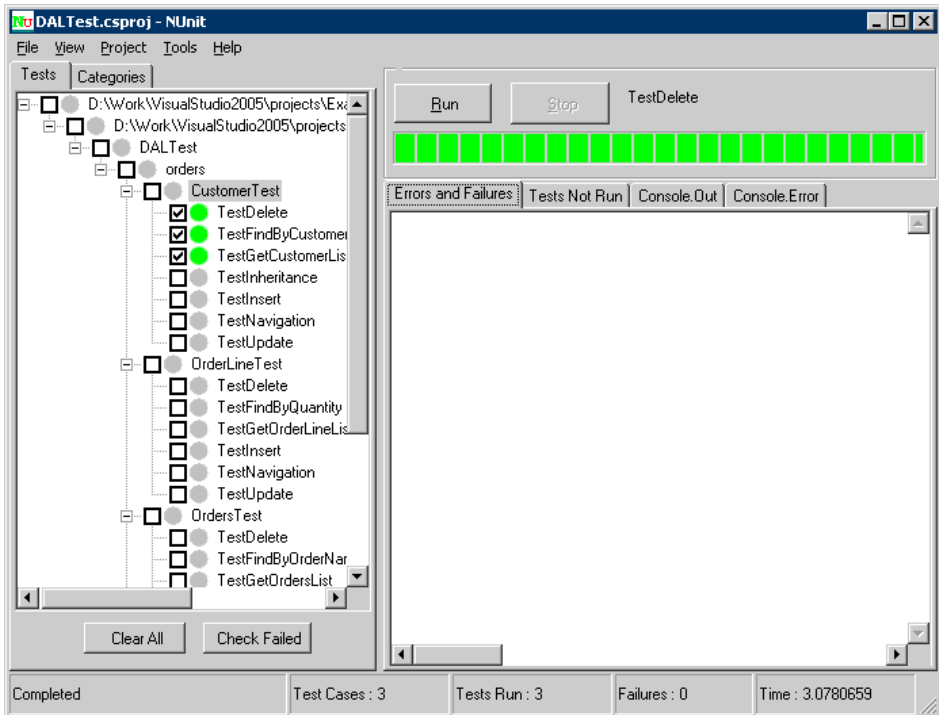 DALTest.csproj - NUnit
File View Project Tools Help
Tests Categories
D:\Work\VisualStudio2005\projects\Exa
D:\Work\VisualStudio2005\projects
DALTest
orders
CustomerTest
TestDelete
TestFindByCustomer
TestGetCustomerLis
TestInheritance
TestInsert
TestNavigation
TestUpdate
OrderLineTest
TestDelete
TestFindByQuantity
TestGetOrderLineLis
TestInsert
TestNavigation
TestUpdate
OrdersTest
TestDelete
TestFindByOrderNar
TestGetOrdersList
Clear All Check Failed
Run Stop TestDelete
Errors and Failures Tests Not Run Console.Out Console.Error
Completed Test Cases : 3 Tests Run : 3 Failures : 0 Time : 3.0780659